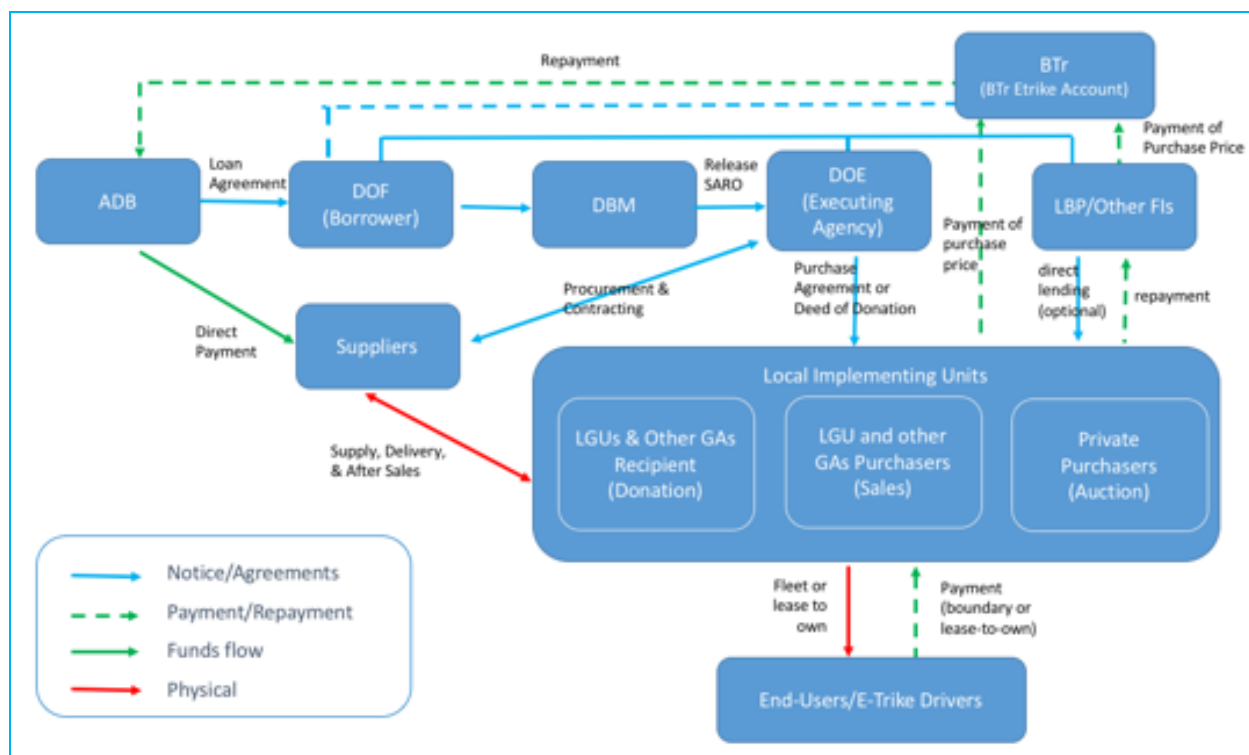 Repayment
BTr
(BTr Etrike Account)
Payment of
Purchase Price
Loan
Agreement
ADB
DOF
(Borrower)
DBM
Release
SARO
DOE
(Executing
Agency)
LBP/Other FIs
Payment of
purchase
price
Procurement &
Contracting
Purchase
Agreement or
Deed of Donation
direct
lending
(optional)
repayment
Direct
Payment
Suppliers
Supply, Delivery,
& After Sales
Local Implementing Units
LGUs & Other GAs
Recipient
(Donation)
LGU and other
GAs Purchasers
(Sales)
Private
Purchasers
(Auction)
Notice/Agreements
Payment/Repayment
Funds flow
Physical
Fleet or
lease to
own
Payment
(boundary or
lease-to-own)
End-Users/E-Trike Drivers